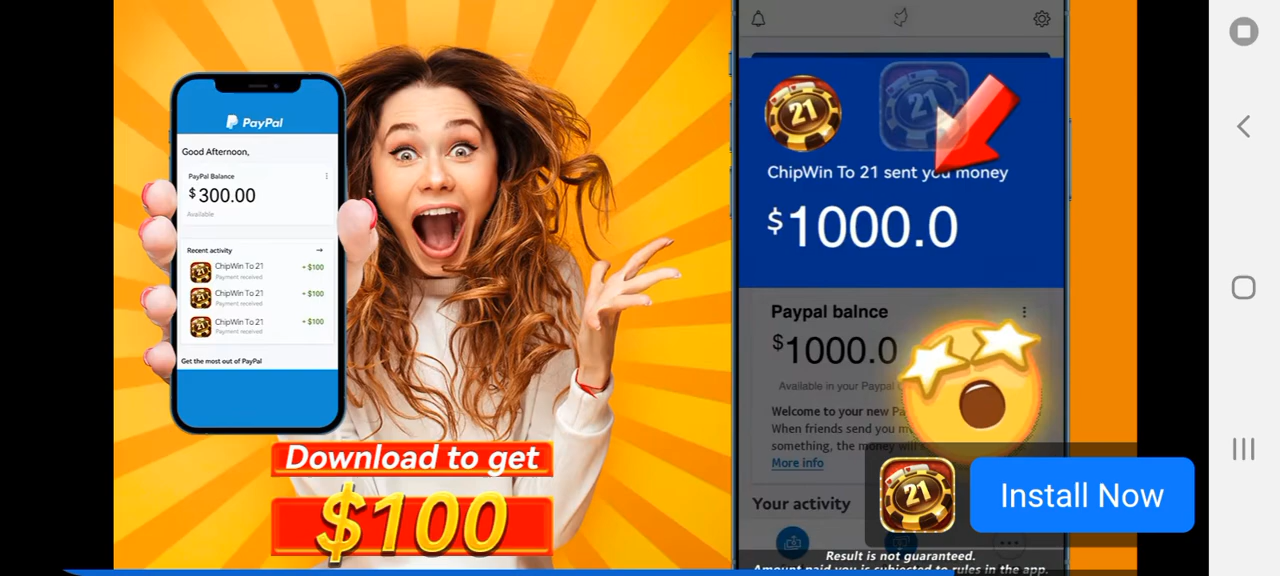 PayPal
Good Afternoon,
PayPal Balance
$300.00
Available
Recent activity
21
ChipWin To 21
Payment received
+ $100
21
ChipWin To 21
Payment received
+ $100
21
ChipWin To 21
Payment received
+ $100
Get the most out of PayPal
Download to get
$100
21
21
ChipWin To 21 sent you money
$1000.0
Paypal balnce
$1000.0
Available in your Paypal
Welcome to your new
When friends send you
something, the money
More info
Your activity
21
Install Now
Result is not guaranteed.
Amount paid you is subjected to rules in the app.